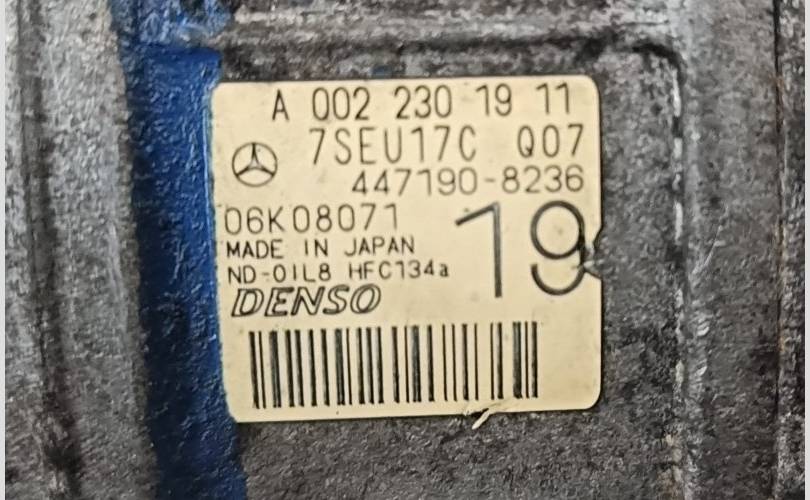 A 002 230 19 11
7SEU17C Q07
447190-8236
06K08071
19
MADE IN JAPAN
ND-OIL8 HFC134a
DENSO